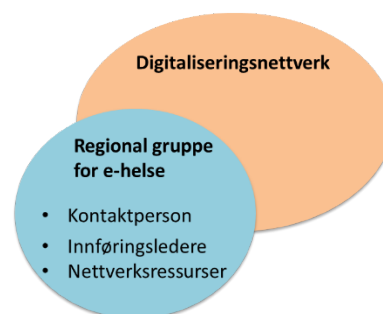 Digitaliseringsnettverk
Regional gruppe
for e-helse
• Kontaktperson
• Innføringsledere
• Nettverksressurser